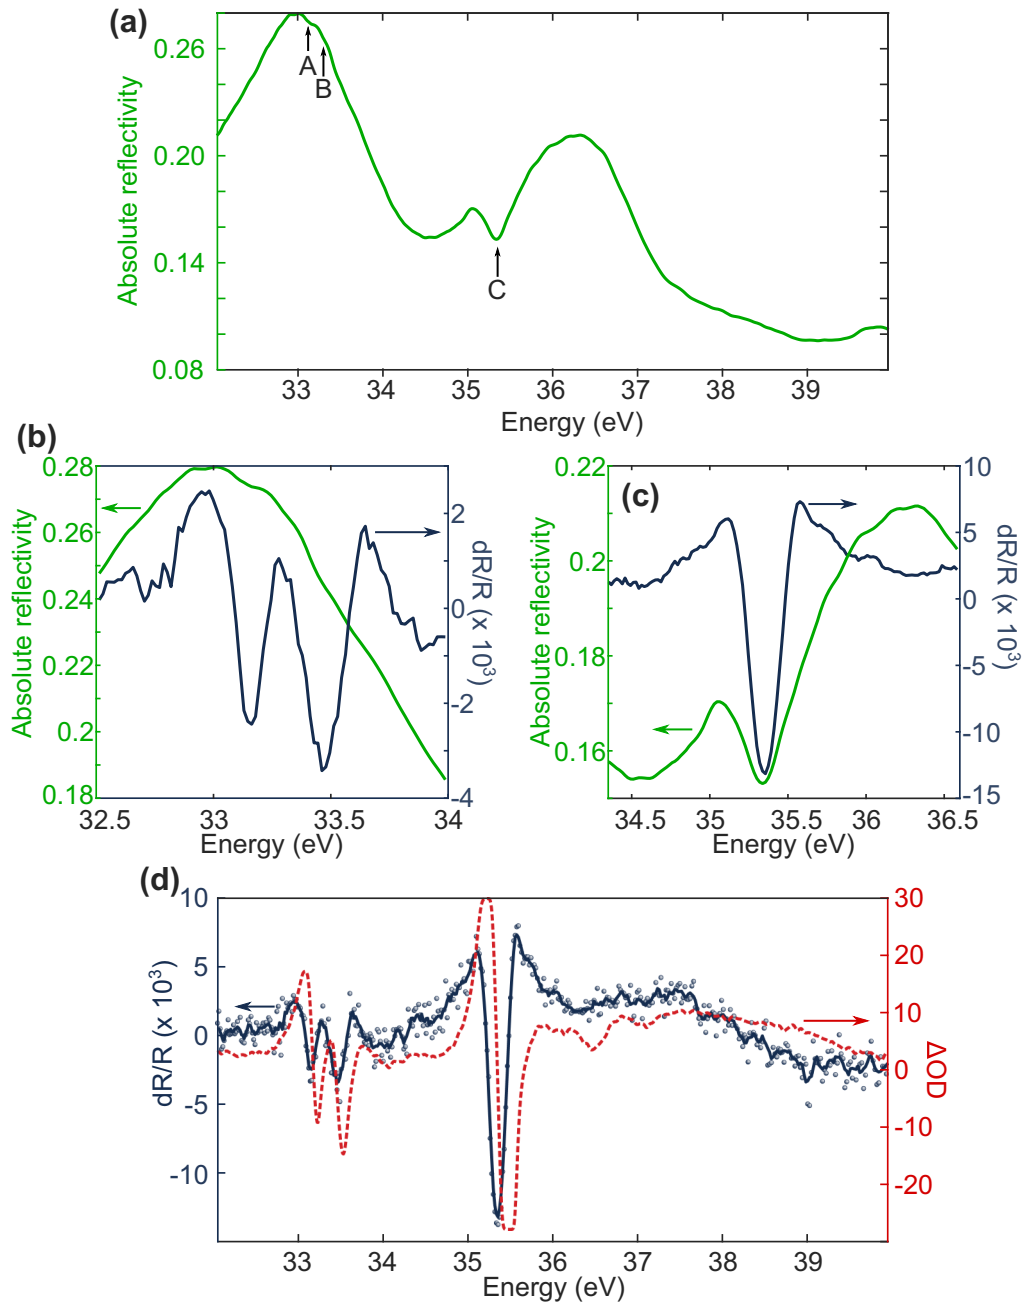 (a)
Absolute reflectivity
0.26
0.20
0.14
0.08
A
B
C
33 34 35 36 37 38 39
Energy (eV)
(b)
Absolute reflectivity
0.28
0.26
0.24
0.22
0.2
0.18
32.5 33 33.5 34
Energy (eV)
2
0
-2
-4
dR/R (x 10³)
(c)
Absolute reflectivity
0.22
0.2
0.18
0.16
34.5 35 35.5 36 36.5
Energy (eV)
10
5
0
-5
-10
-15
dR/R (x 10³)
(d)
dR/R (x 10³)
10
5
0
-5
-10
33 34 35 36 37 38 39
Energy (eV)
30
20
10
0
-10
-20
ΔOD